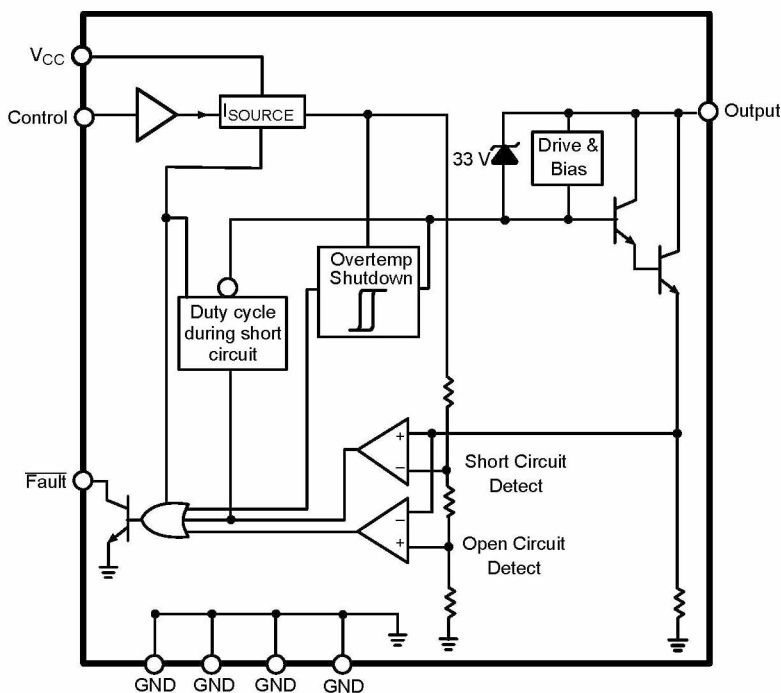 VCC
Control
ISOURCE
Output
33 V
Drive &
Bias
Overtemp
Shutdown
Duty cycle
during short
circuit
+
−
Short Circuit
Detect
Fault
−
+
Open Circuit
Detect
GND
GND
GND
GND